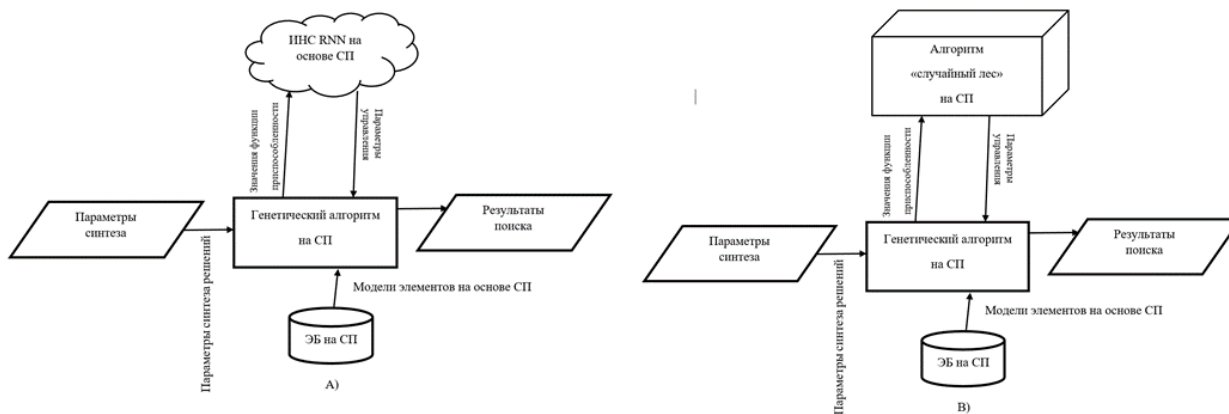 ИНС RNN на
основе СП
Значения функции
приспособленности
Параметры
управления
Параметры
синтеза
Генетический алгоритм
на СП
Результаты
поиска
Параметры синтеза решений
Модели элементов на основе СП
ЭБ на СП
А)
Алгоритм
«случайный лес»
на СП
Значения функции
приспособленности
Параметры
управления
Параметры
синтеза
Генетический алгоритм
на СП
Результаты
поиска
Параметры синтеза решений
Модели элементов на основе СП
ЭБ на СП
В)